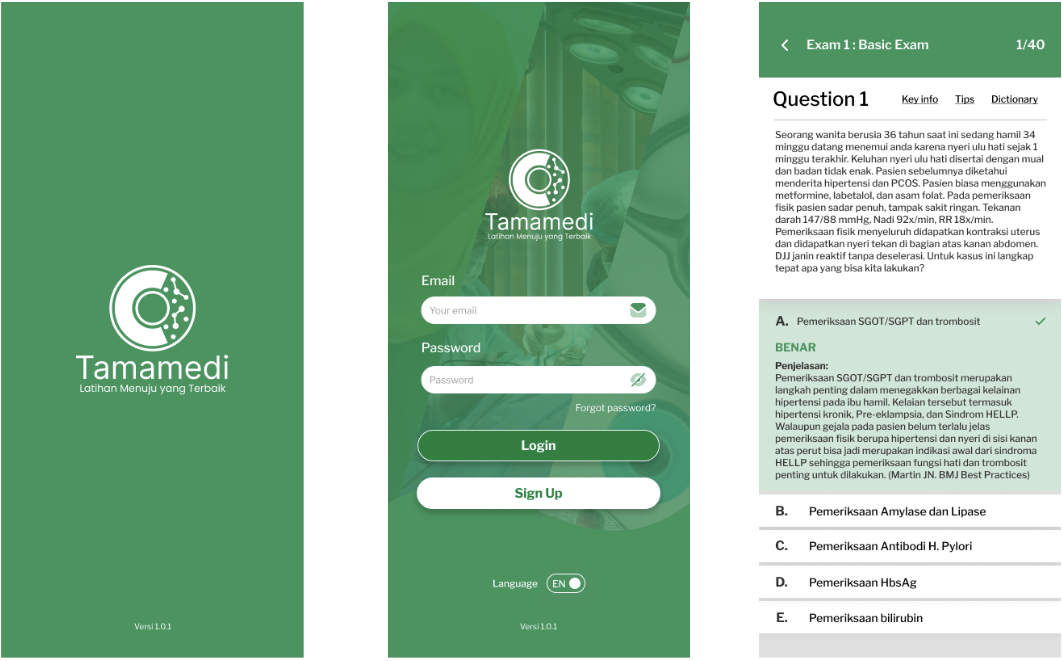 Tamamedi
Latihan Menuju yang Terbaik
Versi 1.0.1
Tamamedi
Latihan Menuju yang Terbaik
Email
Your email
Password
Password
Forgot password?
Login
Sign Up
Language EN
Versi 1.0.1
Exam 1 : Basic Exam 1/40
Question 1 Key info Tips Dictionary
Seorang wanita berusia 36 tahun saat ini sedang hamil 34
minggu datang menemui anda karena nyeri ulu hati sejak 1
minggu terakhir. Keluhan nyeri ulu hati disertai dengan mual
dan badan tidak enak. Pasien sebelumnya diketahui
menderita hipertensi dan PCOS. Pasien biasa menggunakan
metformine, labetalol, dan asam folat. Pada pemeriksaan
fisik pasien sadar penuh, tampak sakit ringan. Tekanan
darah 147/88 mmHg, Nadi 92x/min, RR 18x/min.
Pemeriksaan fisik menyeluruh didapatkan kontraksi uterus
dan didapatkan nyeri tekan di bagian atas kanan abdomen.
DJJ janin reaktif tanpa deselerasi. Untuk kasus ini langkap
tepat apa yang bisa kita lakukan?
A. Pemeriksaan SGOT/SGPT dan trombosit
BENAR
Penjelasan:
Pemeriksaan SGOT/SGPT dan trombosit merupakan
langkah penting dalam menegakkan berbagai kelainan
hipertensi pada ibu hamil. Kelaian tersebut termasuk
hipertensi kronik, Pre-eklampsia, dan Sindrom HELLP.
Walaupun gejala pada pasien belum terlalu jelas
pemeriksaan fisik berupa hipertensi dan nyeri di sisi kanan
atas perut bisa jadi merupakan indikasi awal dari sindroma
HELLP sehingga pemeriksaan fungsi hati dan trombosit
penting untuk dilakukan. (Martin JN. BMJ Best Practices)
B. Pemeriksaan Amylase dan Lipase
C. Pemeriksaan Antibodi H. Pylori
D. Pemeriksaan HbsAg
E. Pemeriksaan bilirubin